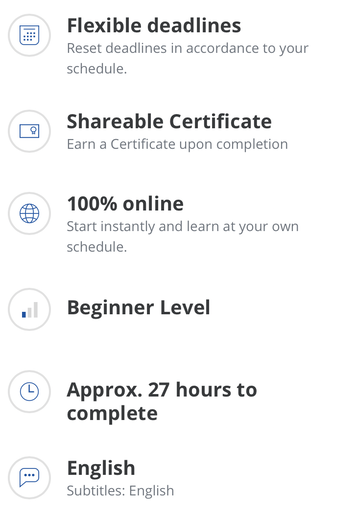 Flexible deadlines
Reset deadlines in accordance to your
schedule.
Shareable Certificate
Earn a Certificate upon completion
100% online
Start instantly and learn at your own
schedule.
Beginner Level
Approx. 27 hours to
complete
English
Subtitles: English